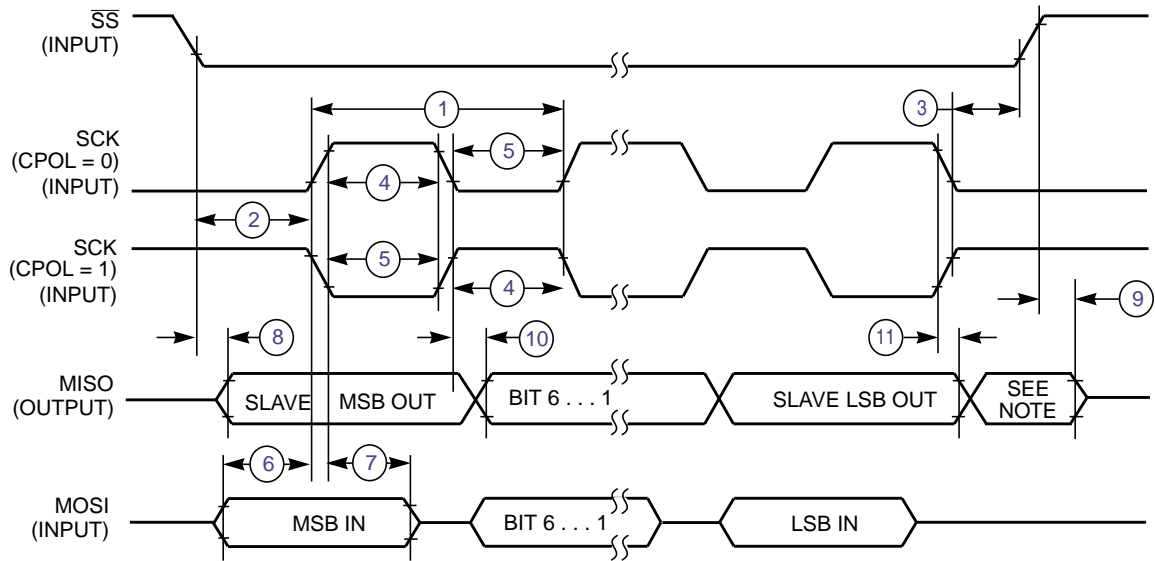 SS
(INPUT)
1
3
SCK
(CPOL = 0)
(INPUT)
5
4
2
SCK
(CPOL = 1)
(INPUT)
5
4
9
8
10
11
MISO
(OUTPUT)
SLAVE MSB OUT
BIT 6 . . . 1
SLAVE LSB OUT
SEE
NOTE
6
7
MOSI
(INPUT)
MSB IN
BIT 6 . . . 1
LSB IN